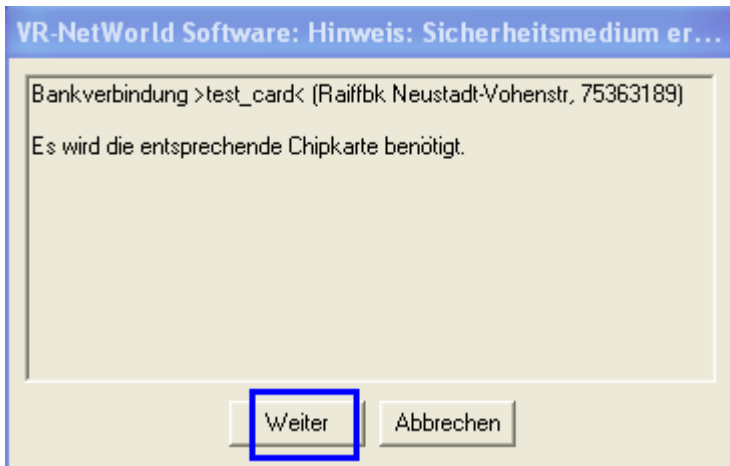 VR-NetWorld Software: Hinweis: Sicherheitsmedium er...
Bankverbindung >test_card< (Raiffbk Neustadt-Vohenstr, 75363189)
Es wird die entsprechende Chipkarte benötigt.
Weiter Abbrechen